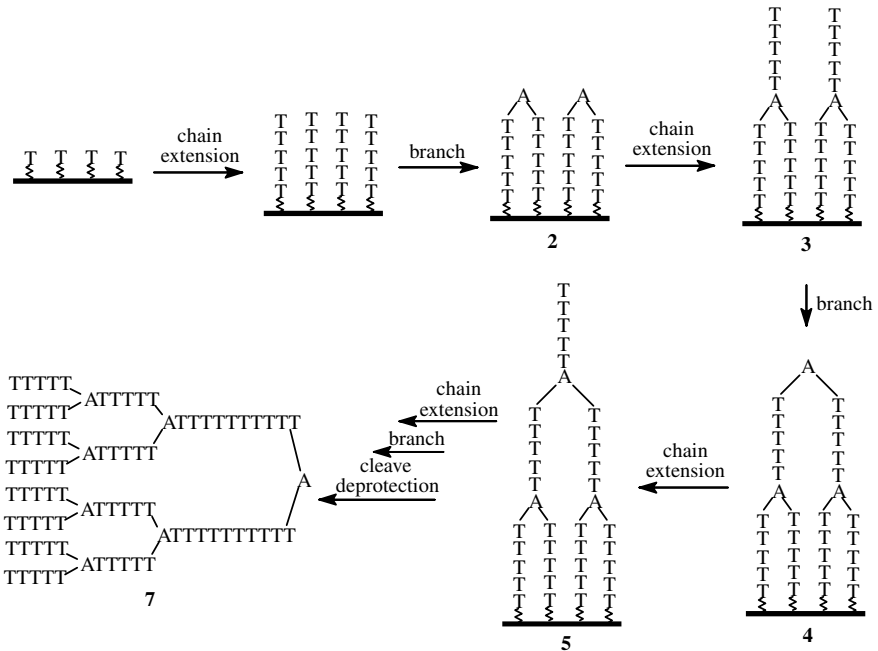 T T T T
chain
extension
T T T T
T T T T
T T T T
T T T T
T T T T
branch
A A
T T T T
T T T T
T T T T
T T T T
T T T T
2
chain
extension
T T
T T
T T
T T
T T
A A
T T T T
T T T T
T T T T
T T T T
T T T T
3
branch
A
T T
T T
T T
T T
T T
A A
T T T T
T T T T
T T T T
T T T T
T T T T
4
chain
extension
T
T
T
T
T
A
T T
T T
T T
T T
T T
A A
T T T T
T T T T
T T T T
T T T T
T T T T
5
chain
extension
branch
cleave
deprotection
TTTTT
ATTTTT
TTTTT
ATTTTTTTTTT
TTTTT
ATTTTT
TTTTT
A
TTTTT
ATTTTT
TTTTT
ATTTTTTTTTT
TTTTT
ATTTTT
TTTTT
7